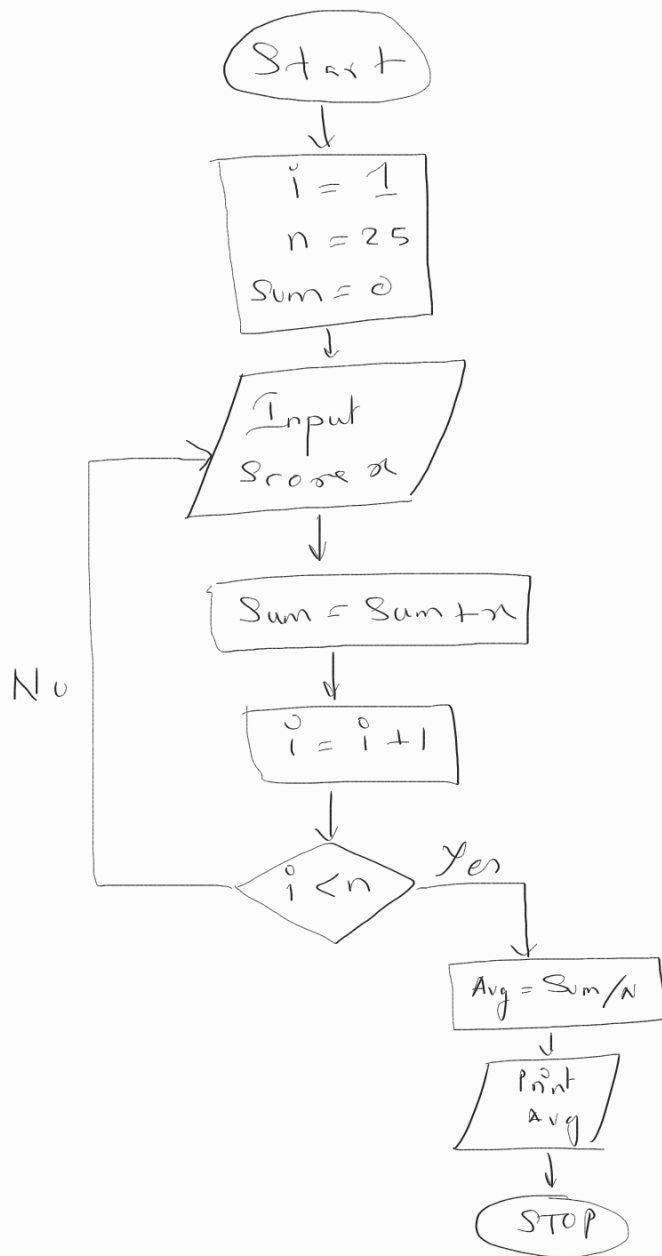 Start
i = 1
n = 25
Sum = 0
Input
Score x
Sum = Sum + x
i = i + 1
No
i < n
Yes
Avg = Sum/N
Print
Avg
STOP